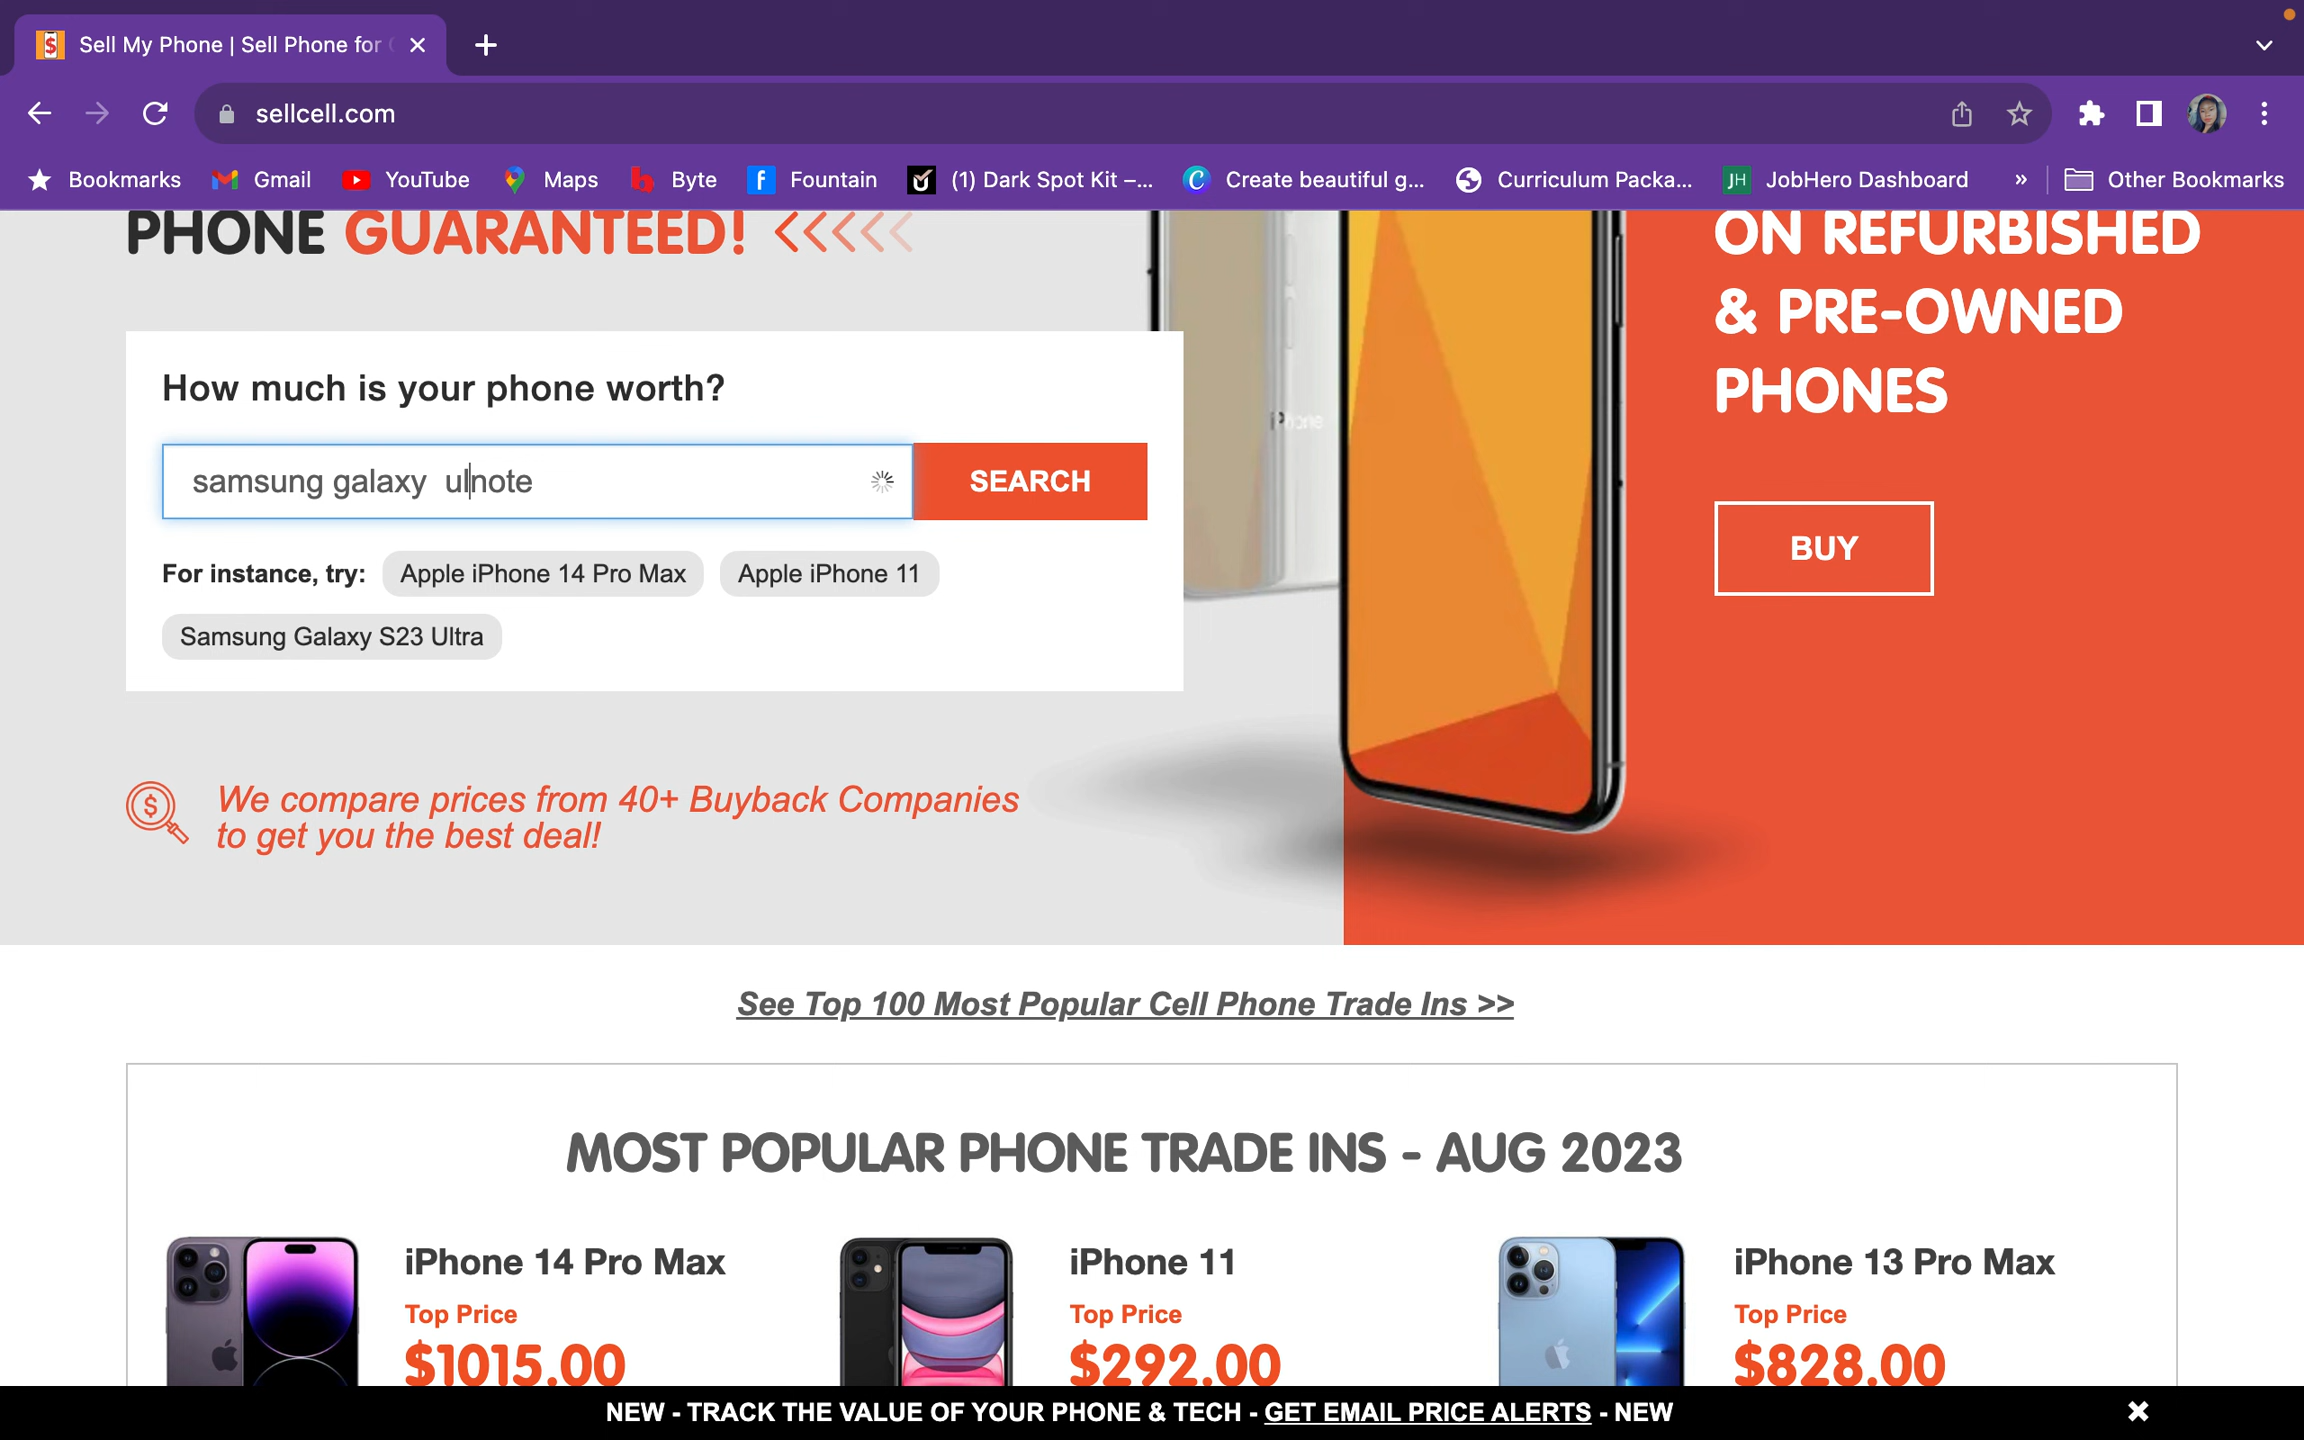 Sell My Phone | Sell Phone for
sellcell.com
Bookmarks
Gmail
YouTube
Maps
Byte
Fountain
(1) Dark Spot Kit –...
Create beautiful g...
Curriculum Packa...
JH JobHero Dashboard
»
Other Bookmarks
PHONE GUARANTEED!
ON REFURBISHED
& PRE-OWNED
PHONES
BUY
How much is your phone worth?
samsung galaxy  ulnote
SEARCH
For instance, try: Apple iPhone 14 Pro Max Apple iPhone 11
Samsung Galaxy S23 Ultra
iPhone
We compare prices from 40+ Buyback Companies
to get you the best deal!
See Top 100 Most Popular Cell Phone Trade Ins >>
MOST POPULAR PHONE TRADE INS - AUG 2023
iPhone 14 Pro Max
Top Price
$1015.00
iPhone 11
Top Price
$292.00
iPhone 13 Pro Max
Top Price
$828.00
NEW - TRACK THE VALUE OF YOUR PHONE & TECH - GET EMAIL PRICE ALERTS - NEW